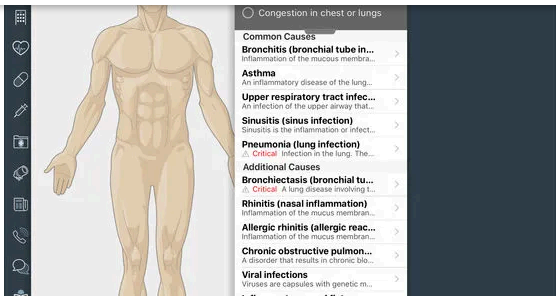 Congestion in chest or lungs
Common Causes
Bronchitis (bronchial tube in...
Inflammation of the mucous membra...
Asthma
An inflammatory disease of the lung...
Upper respiratory tract infec...
An infection of the upper airway that...
Sinusitis (sinus infection)
Sinusitis is the inflammation or infect...
Pneumonia (lung infection)
Critical Infection in the lung. The...
Additional Causes
Bronchiectasis (bronchial tu...
Critical A lung disease involving t...
Rhinitis (nasal inflammation)
Inflammation of the mucus membran...
Allergic rhinitis (allergic reac...
Inflammation of the mucus membran...
Chronic obstructive pulmon...
A disorder that results in chronic blo...
Viral infections
Viruses are capsules with genetic m...